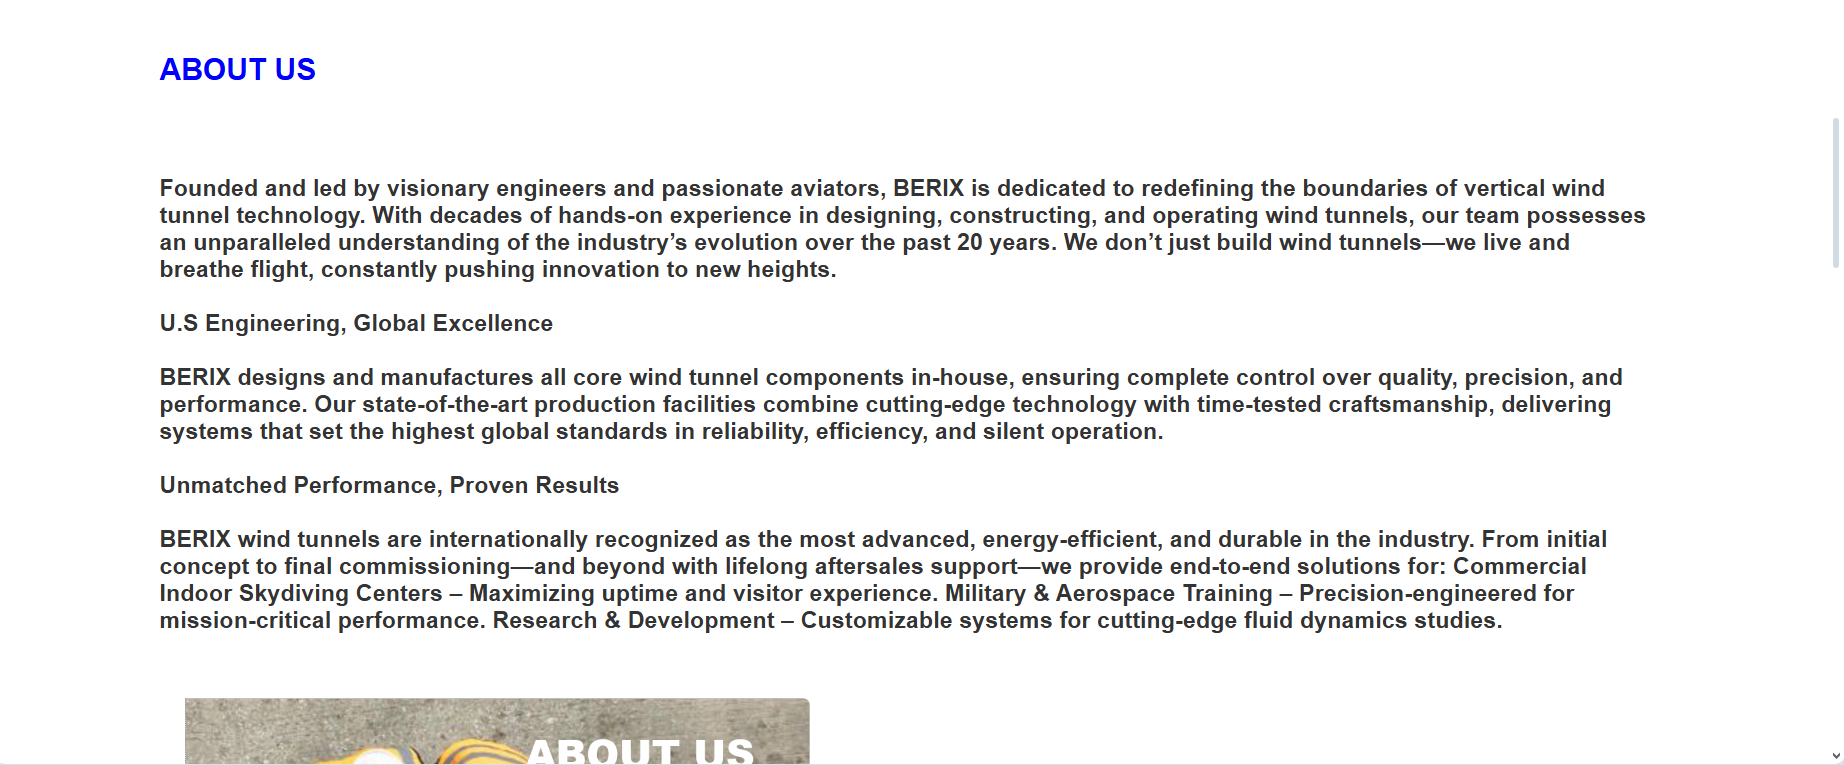 ABOUT US
Founded and led by visionary engineers and passionate aviators, BERIX is dedicated to redefining the boundaries of vertical wind
tunnel technology. With decades of hands-on experience in designing, constructing, and operating wind tunnels, our team possesses
an unparalleled understanding of the industry’s evolution over the past 20 years. We don’t just build wind tunnels—we live and
breathe flight, constantly pushing innovation to new heights.
U.S Engineering, Global Excellence
BERIX designs and manufactures all core wind tunnel components in-house, ensuring complete control over quality, precision, and
performance. Our state-of-the-art production facilities combine cutting-edge technology with time-tested craftsmanship, delivering
systems that set the highest global standards in reliability, efficiency, and silent operation.
Unmatched Performance, Proven Results
BERIX wind tunnels are internationally recognized as the most advanced, energy-efficient, and durable in the industry. From initial
concept to final commissioning—and beyond with lifelong aftersales support—we provide end-to-end solutions for: Commercial
Indoor Skydiving Centers – Maximizing uptime and visitor experience. Military & Aerospace Training – Precision-engineered for
mission-critical performance. Research & Development – Customizable systems for cutting-edge fluid dynamics studies.
ABOUT US